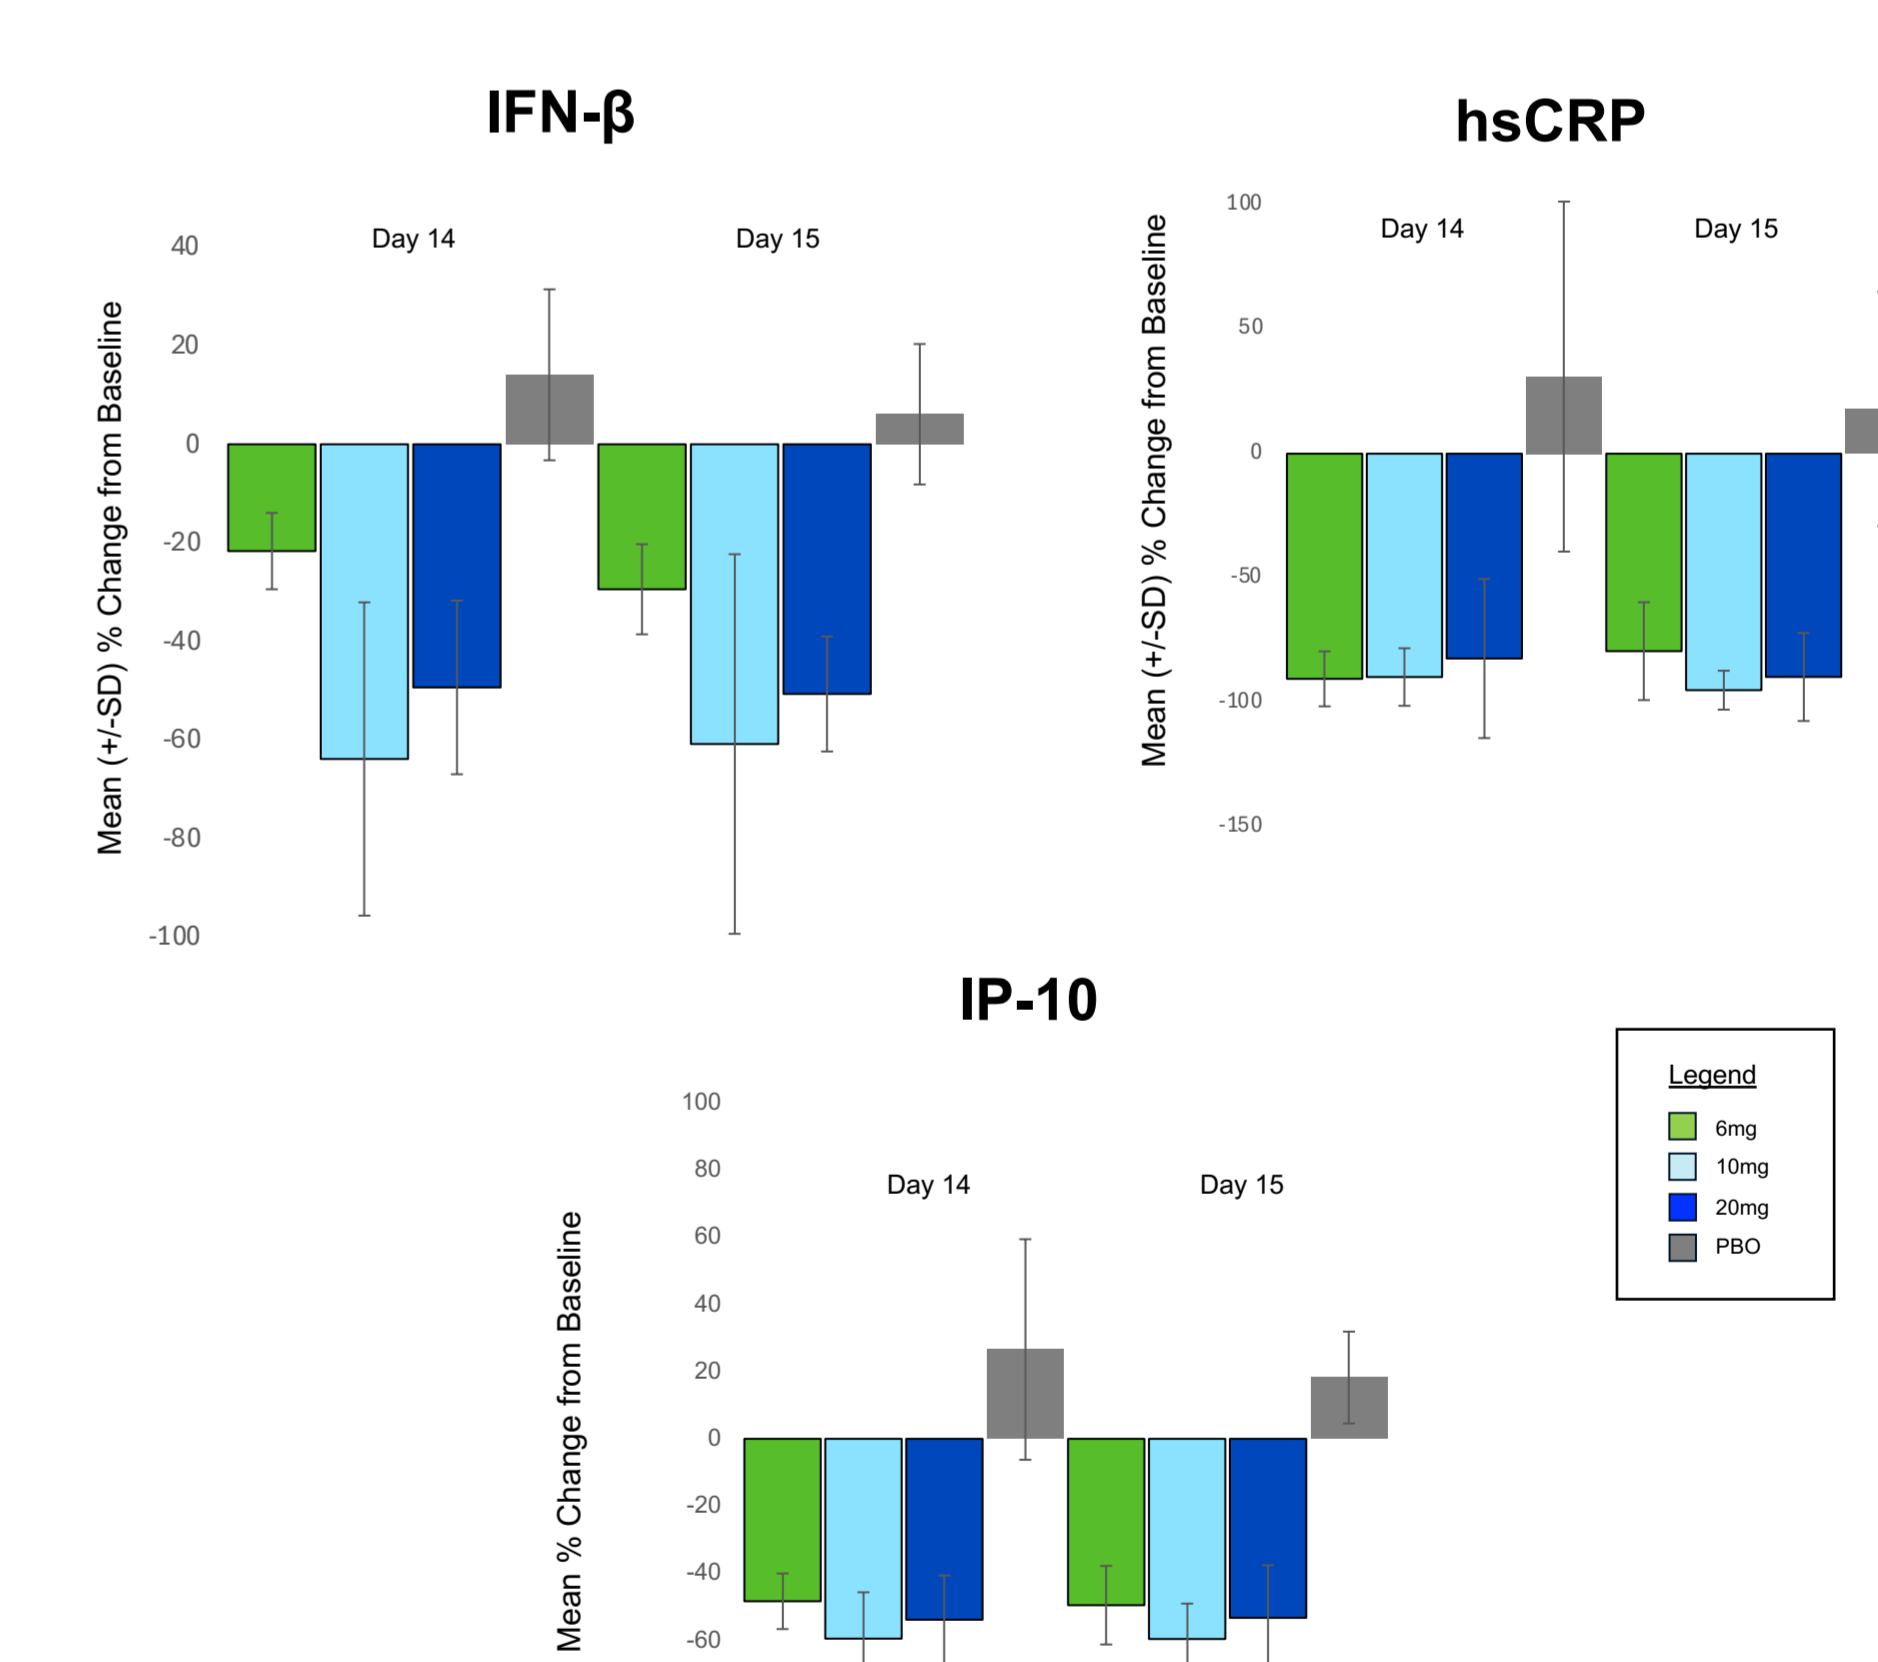 IFN-β
Mean (+/-SD) % Change from Baseline
Day 14
Day 15
40
20
0
-20
-40
-60
-80
-100
hsCRP
Mean (+/-SD) % Change from Baseline
Day 14
Day 15
100
50
0
-50
-100
-150
IP-10
Mean % Change from Baseline
Day 14
Day 15
100
80
60
40
20
0
-20
-40
-60
Legend
6mg
10mg
20mg
PBO